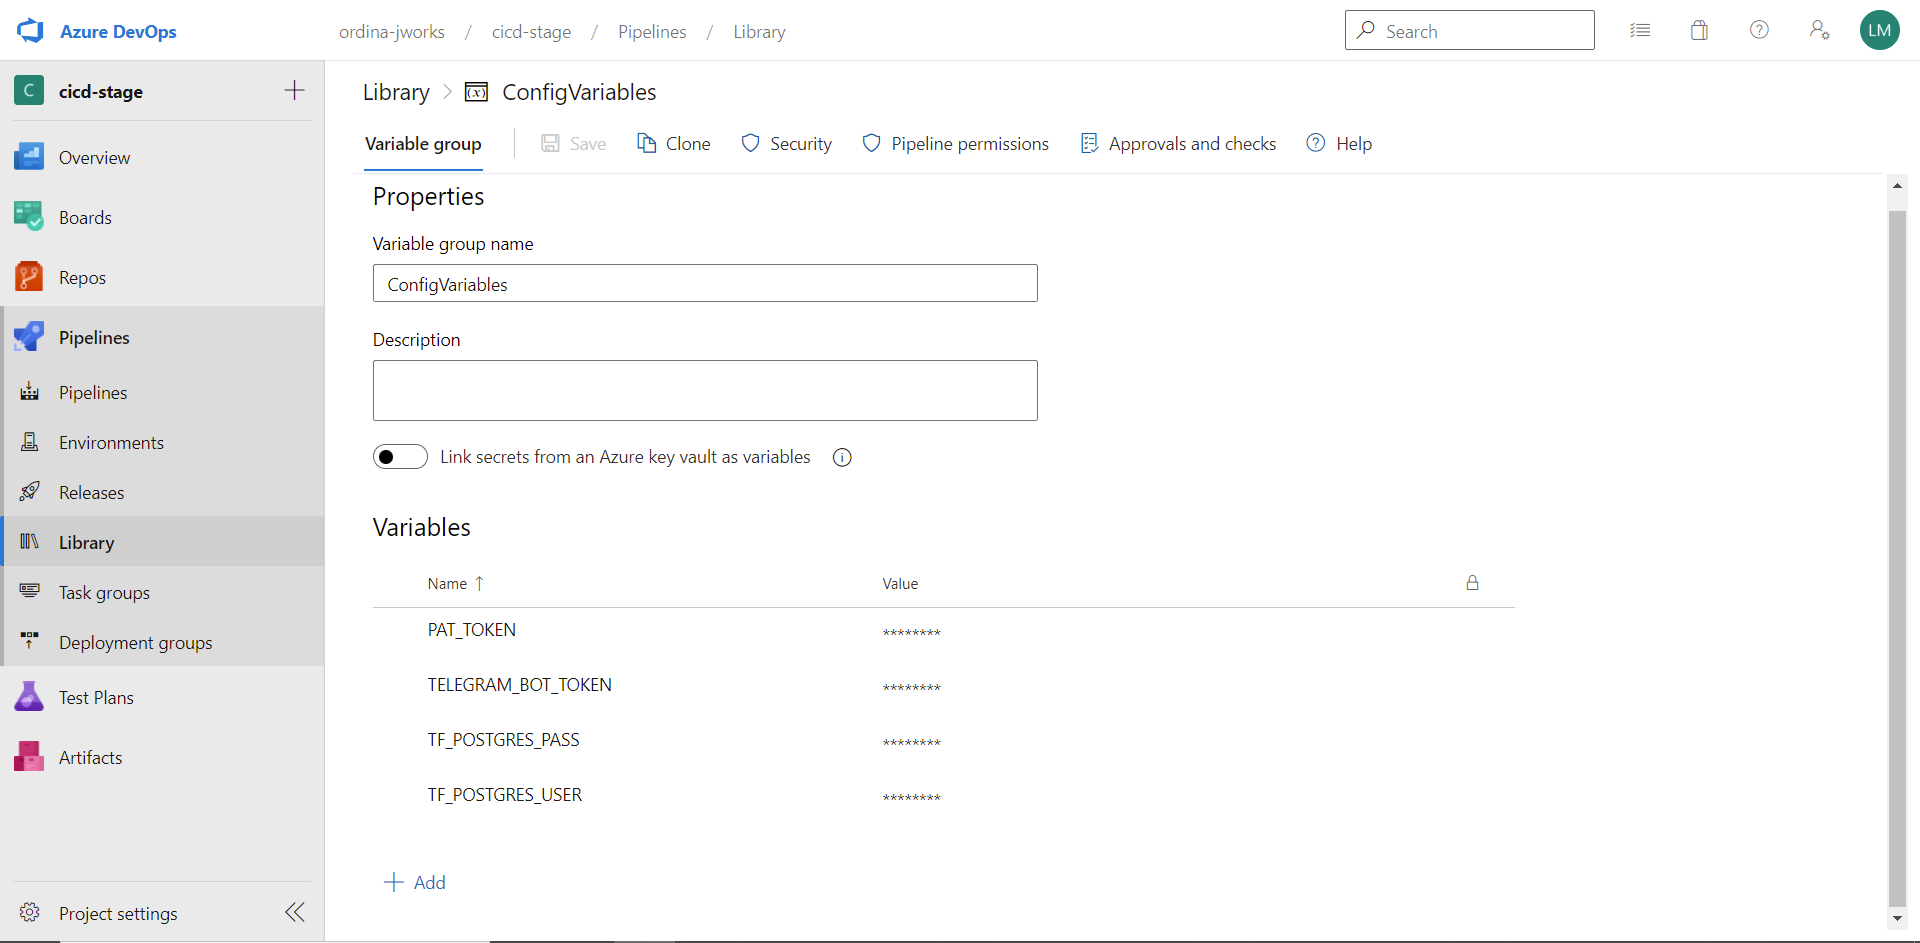 Azure DevOps
ordina-jworks / cicd-stage / Pipelines / Library
Search
LM
C cicd-stage
Overview
Boards
Repos
Pipelines
Pipelines
Environments
Releases
Library
Task groups
Deployment groups
Test Plans
Artifacts
Project settings
Library > (x) ConfigVariables
Variable group Save Clone Security Pipeline permissions Approvals and checks Help
Properties
Variable group name
ConfigVariables
Description
Link secrets from an Azure key vault as variables
Variables
Name ↑ Value
PAT_TOKEN ********
TELEGRAM_BOT_TOKEN ********
TF_POSTGRES_PASS ********
TF_POSTGRES_USER ********
+ Add